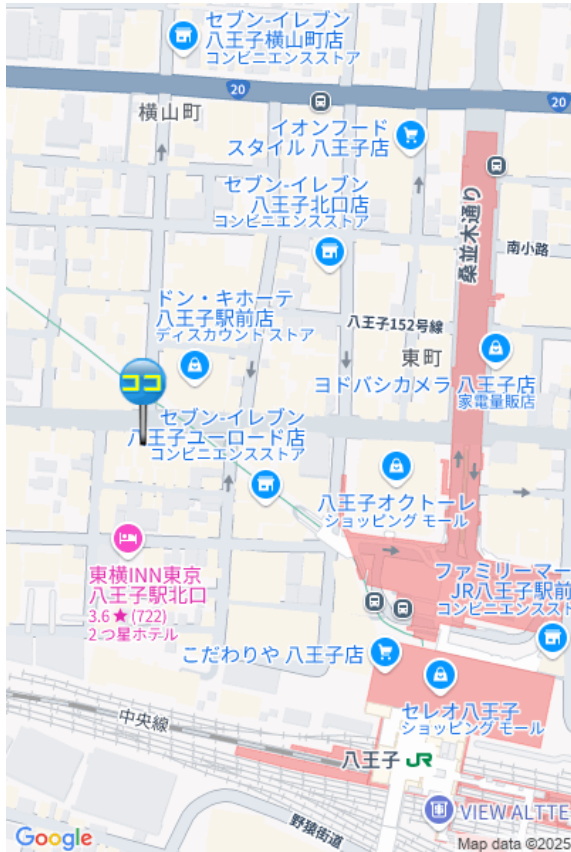 セブン-イレブン
八王子横山町店
コンビニエンスストア
20
20
横山町
イオンフード
スタイル 八王子店
セブン-イレブン
八王子北口店
コンビニエンスストア
桑並木通り
南小路
ドン・キホーテ
八王子駅前店
ディスカウント ストア
八王子152号線
東町
ココ
ヨドバシカメラ 八王子店
家電量販店
セブン-イレブン
八王子ユーロード店
コンビニエンスストア
八王子オクトーレ
ショッピング モール
東横INN東京
八王子駅北口
3.6★(722)
2つ星ホテル
ファミリーマー
JR八王子駅前
コンビニエンススト
こだわりや 八王子店
セレオ八王子
ショッピング モール
中央線
八王子 JR
野猿街道
VIEW ALTTE
Google
Map data ©2025